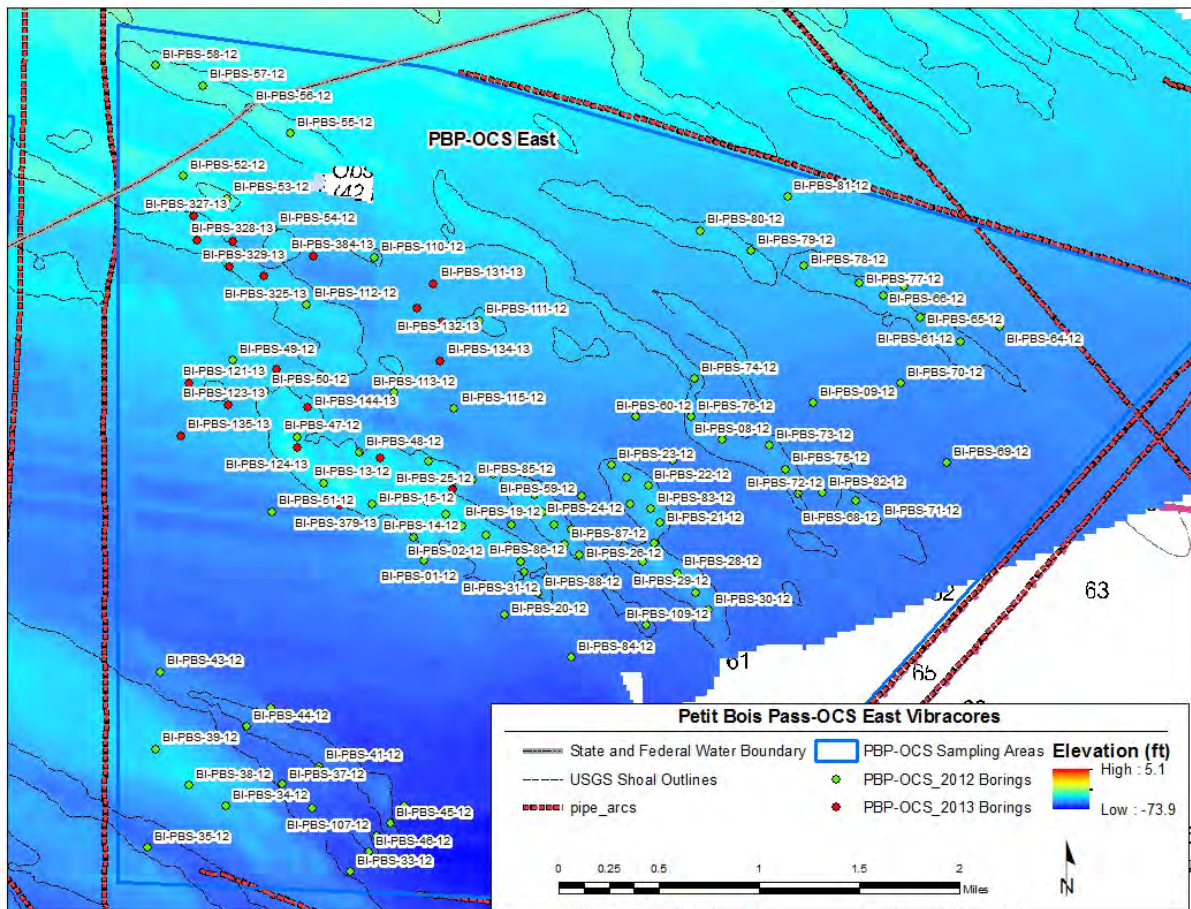 BI-PBS-58-12
BI-PBS-57-12
BI-PBS-56-12
BI-PBS-55-12
PBP-OCS East
BI-PBS-52-12
BI-PBS-53-12
BI-PBS-81-12
BI-PBS-327-13
BI-PBS-54-12
BI-PBS-80-12
BI-PBS-328-13
BI-PBS-384-13
BI-PBS-110-12
BI-PBS-79-12
BI-PBS-329-13
BI-PBS-78-12
BI-PBS-131-13
BI-PBS-77-12
BI-PBS-325-13
BI-PBS-112-12
BI-PBS-66-12
BI-PBS-111-12
BI-PBS-65-12
BI-PBS-132-13
BI-PBS-61-12
BI-PBS-64-12
BI-PBS-49-12
BI-PBS-134-13
BI-PBS-121-13
BI-PBS-50-12
BI-PBS-74-12
BI-PBS-70-12
BI-PBS-123-13
BI-PBS-113-12
BI-PBS-144-13
BI-PBS-115-12
BI-PBS-09-12
BI-PBS-60-12
BI-PBS-76-12
BI-PBS-135-13
BI-PBS-47-12
BI-PBS-48-12
BI-PBS-08-12
BI-PBS-73-12
BI-PBS-23-12
BI-PBS-75-12
BI-PBS-69-12
BI-PBS-124-13
BI-PBS-13-12
BI-PBS-25-12
BI-PBS-85-12
BI-PBS-22-12
BI-PBS-72-12
BI-PBS-82-12
BI-PBS-51-12
BI-PBS-15-12
BI-PBS-59-12
BI-PBS-83-12
BI-PBS-19-12
BI-PBS-24-12
BI-PBS-68-12
BI-PBS-71-12
BI-PBS-379-13
BI-PBS-14-12
BI-PBS-21-12
BI-PBS-87-12
BI-PBS-02-12
BI-PBS-86-12
BI-PBS-26-12
BI-PBS-28-12
BI-PBS-01-12
BI-PBS-31-12
BI-PBS-88-12
BI-PBS-29-12
BI-PBS-20-12
BI-PBS-109-12
BI-PBS-30-12
63
BI-PBS-84-12
61
65
BI-PBS-43-12
BI-PBS-44-12
BI-PBS-39-12
BI-PBS-41-12
BI-PBS-38-12
BI-PBS-37-12
BI-PBS-34-12
BI-PBS-107-12
BI-PBS-45-12
BI-PBS-35-12
BI-PBS-46-12
BI-PBS-33-12
Petit Bois Pass-OCS East Vibracores
State and Federal Water Boundary
USGS Shoal Outlines
pipe_arcs
PBP-OCS Sampling Areas
PBP-OCS_2012 Borings
PBP-OCS_2013 Borings
Elevation (ft)
High : 5.1
Low : -73.9
0 0.25 0.5 1 1.5 2
Miles
N